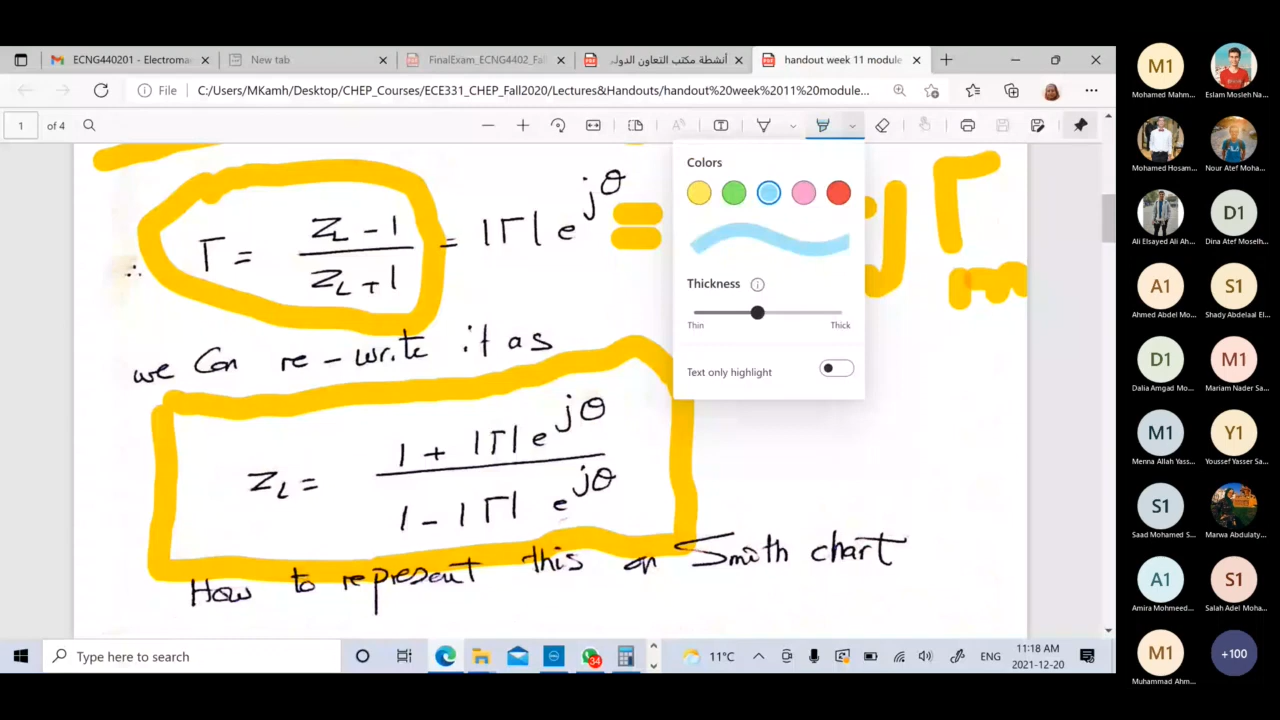 ECNG440201 - Electromag
New tab
FinalExam_ECNG4402_Fall
أنشطة مكتب التعاون الدولـ
handout week 11 module
File
C:/Users/MKamh/Desktop/CHEP_Courses/ECE331_CHEP_Fall2020/Lectures&Handouts/handout%20week%2011%20module...
1 of 4
Colors
Thickness
Thin Thick
Text only highlight
∴ Γ = (z_L - 1)/(z_L + 1) = |Γ| e^{jθ} = j Γ m
we Can re-write it as
z_L = (1 + |Γ| e^{jθ})/(1 - |Γ| e^{jθ})
How to represent this on Smith chart
Type here to search
34
11°C
ENG
11:18 AM
2021-12-20
M1
Mohamed Mahm...
Eslam Mosleh Na...
Mohamed Hosam...
Nour Atef Moha...
Ali Elsayed Ali Ah...
D1
Dina Atef Moselh...
A1
Ahmed Abdel Mo...
S1
Shady Abdelaal El...
D1
Dalia Amgad Mo...
M1
Mariam Nader Sa...
M1
Menna Allah Yass...
Y1
Youssef Yasser Sa...
S1
Saad Mohamed S...
Marwa Abdulaty...
A1
Amira Mohmeed...
S1
Salah Adel Moha...
M1
Muhammad Ahm...
+100